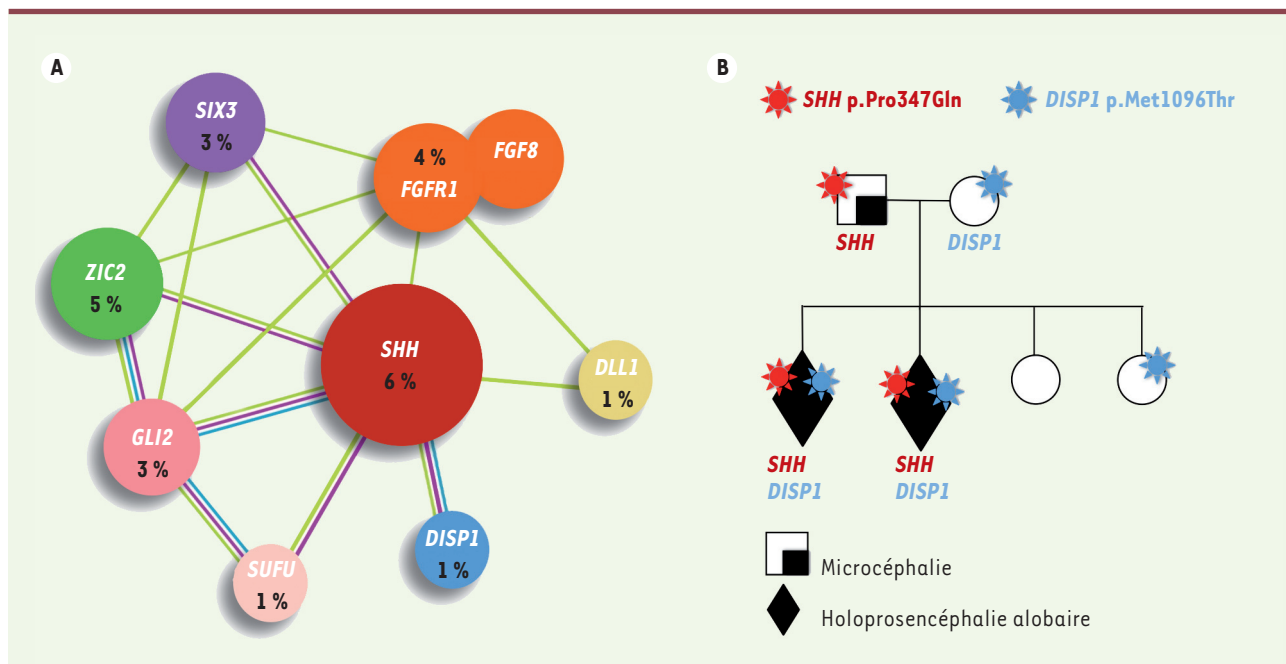 A
SIX3
3 %
4 %
FGFR1
FGF8
ZIC2
5 %
SHH
6 %
DLL1
1 %
GLI2
3 %
DISP1
1 %
SUFU
1 %
B
SHH p.Pro347Gln
DISP1 p.Met1096Thr
SHH
DISP1
SHH
DISP1
SHH
DISP1
Microcéphalie
Holoprosencéphalie alobaire